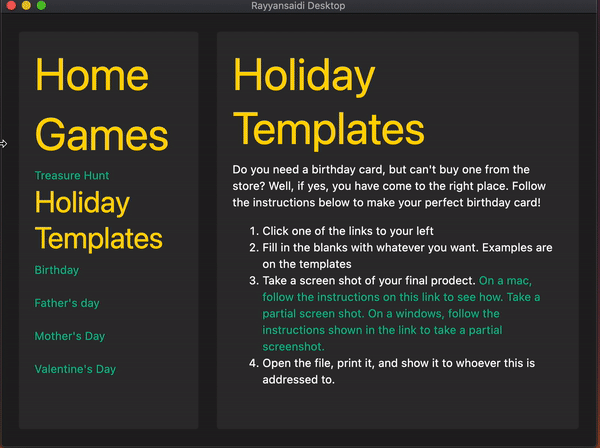 Rayyansaidi Desktop
Home
Games
Treasure Hunt
Holiday
Templates
Birthday
Father's day
Mother's Day
Valentine's Day
Holiday
Templates
Do you need a birthday card, but can't buy one from the
store? Well, if yes, you have come to the right place. Follow
the instructions below to make your perfect birthday card!
1. Click one of the links to your left
2. Fill in the blanks with whatever you want. Examples are
on the templates
3. Take a screen shot of your final prodect. On a mac,
follow the instructions on this link to see how. Take a
partial screen shot. On a windows, follow the
instructions shown in the link to take a partial
screenshot.
4. Open the file, print it, and show it to whoever this is
addressed to.